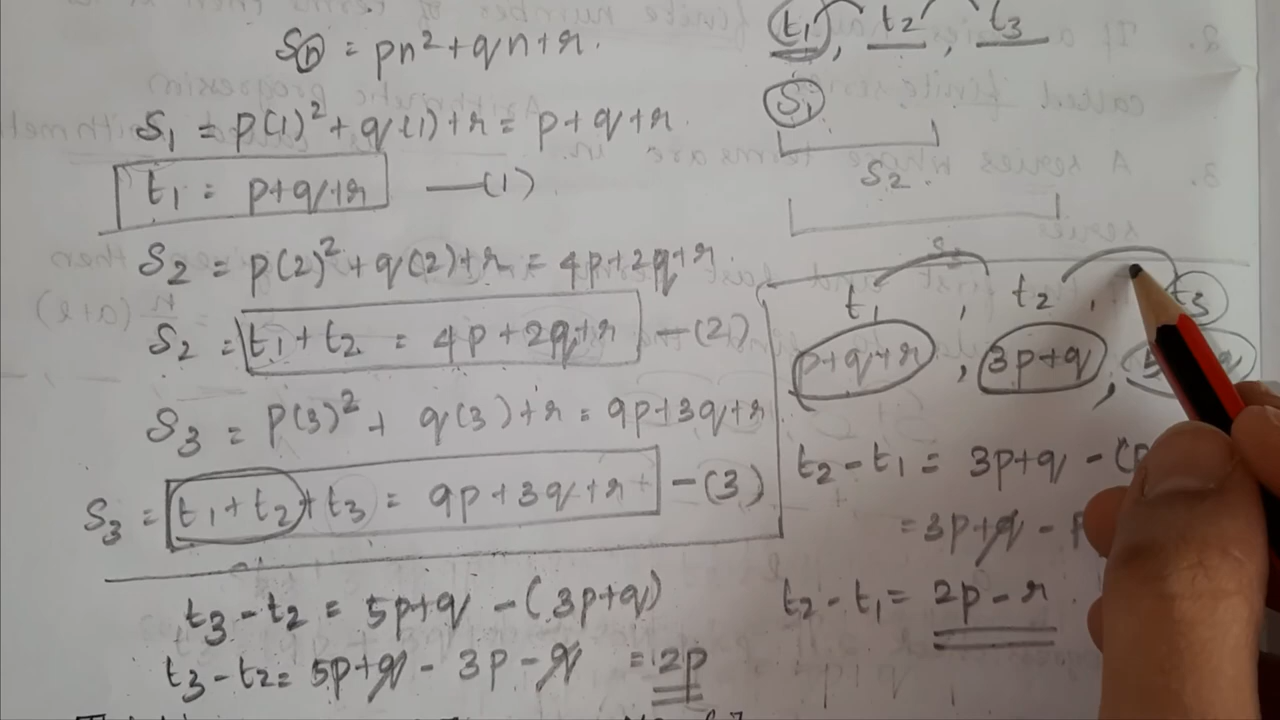 Sn = pn²+qn+r.
t1, t2, t3
S1
S1 = p(1)²+q(1)+r = p+q+r.
S2
t1 = p+q+r —(1)
S2 = p(2)²+q(2)+r = 4p+2q+r.
t1, t2, t3
S2 = t1+t2 = 4p+2q+r —(2)
p+q+r, 3p+q,
S3 = p(3)²+ q(3)+r = 9p+3q+r
t2-t1 = 3p+q -(p
S3 = t1+t2+t3 = 9p+3q+r —(3)
=3p+q - p
t3-t2 = 5p+q -(3p+q)
t2-t1 = 2p-r
t3-t2= 5p+q - 3p-q = 2p